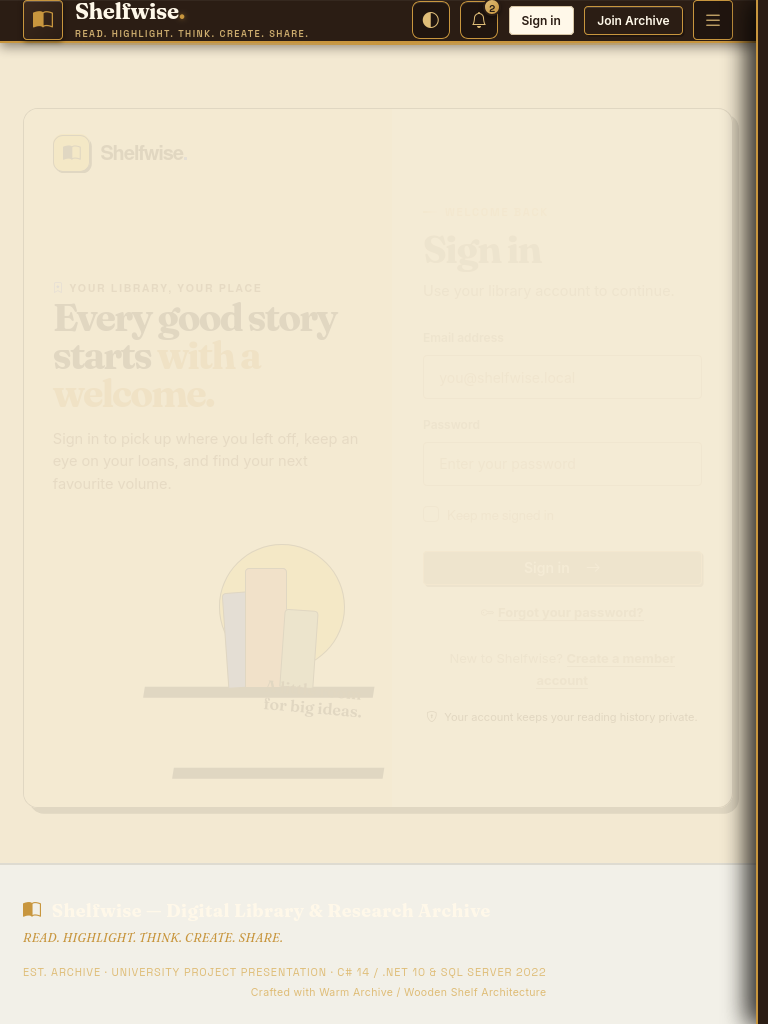 Shelfwise.
READ. HIGHLIGHT. THINK. CREATE. SHARE.
2
Sign in
Join Archive
Shelfwise.
YOUR LIBRARY, YOUR PLACE
Every good story
starts with a
welcome.
Sign in to pick up where you left off, keep an
eye on your loans, and find your next
favourite volume.
for big ideas.
Sign in
Use your library account to continue.
Email address
you@shelfwise.local
Password
Enter your password
Keep me signed in
Sign in →
Forgot your password?
New to Shelfwise? Create a member
account
Your account keeps your reading history private.
Shelfwise — Digital Library & Research Archive
READ. HIGHLIGHT. THINK. CREATE. SHARE.
EST. ARCHIVE · UNIVERSITY PROJECT PRESENTATION · C# 14 / .NET 10 & SQL SERVER 2022
Crafted with Warm Archive / Wooden Shelf Architecture